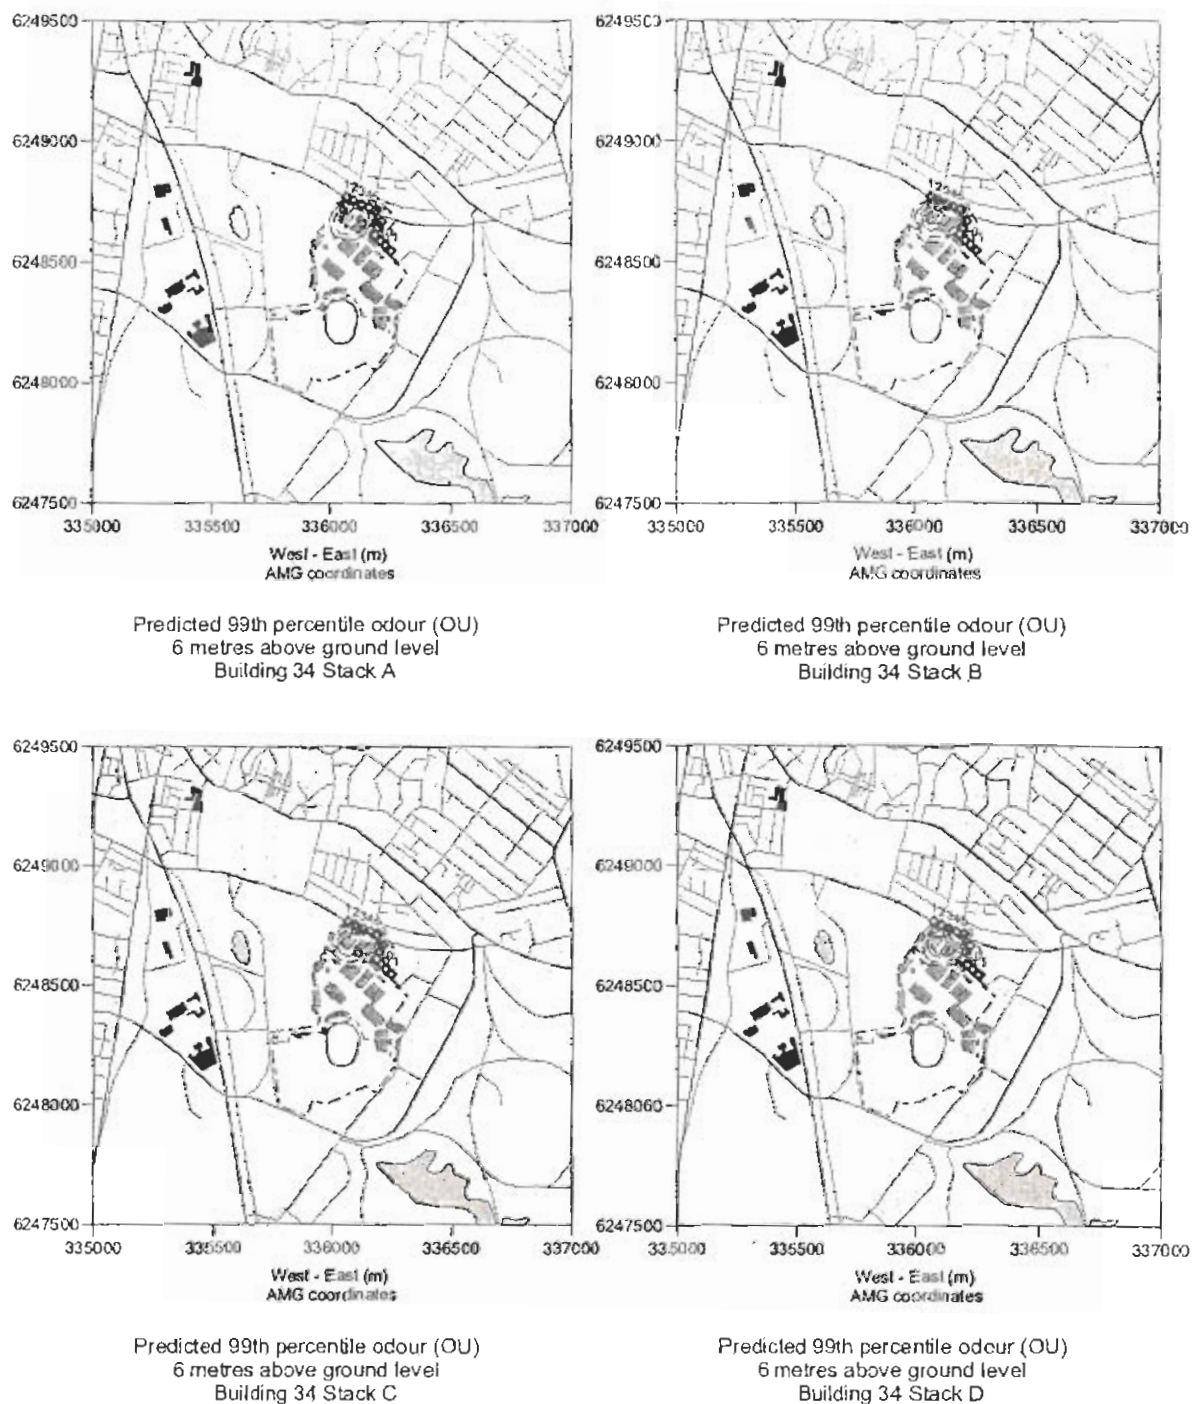 6249500
6249000
6248500
6248000
6247500
335000 335500 336000 336500 337000
West - East (m)
AMG coordinates
Predicted 99th percentile odour (OU)
6 metres above ground level
Building 34 Stack A
6249500
6249000
6248500
6248000
6247500
335000 335500 336000 336500 337000
West - East (m)
AMG coordinates
Predicted 99th percentile odour (OU)
6 metres above ground level
Building 34 Stack B
6249500
6249000
6248500
6248000
6247500
335000 335500 336000 336500 337000
West - East (m)
AMG coordinates
Predicted 99th percentile odour (OU)
6 metres above ground level
Building 34 Stack C
6249500
6249000
6248500
6248060
6247500
335000 335500 336000 336500 337000
West - East (m)
AMG coordinates
Predicted 99th percentile odour (OU)
6 metres above ground level
Building 34 Stack D